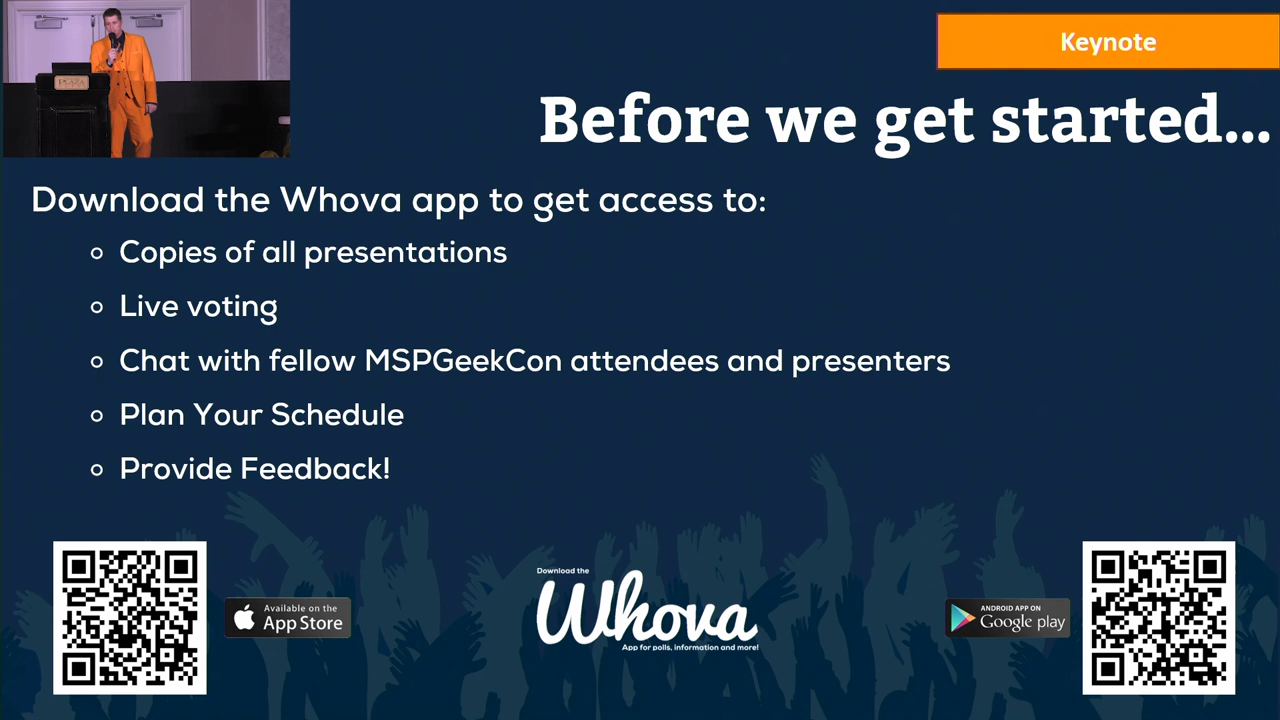 Keynote
Before we get started...
Download the Whova app to get access to:
Copies of all presentations
Live voting
Chat with fellow MSPGeekCon attendees and presenters
Plan Your Schedule
Provide Feedback!
Available on the
App Store
Download the
Whova
App for polls, information and more!
ANDROID APP ON
Google play